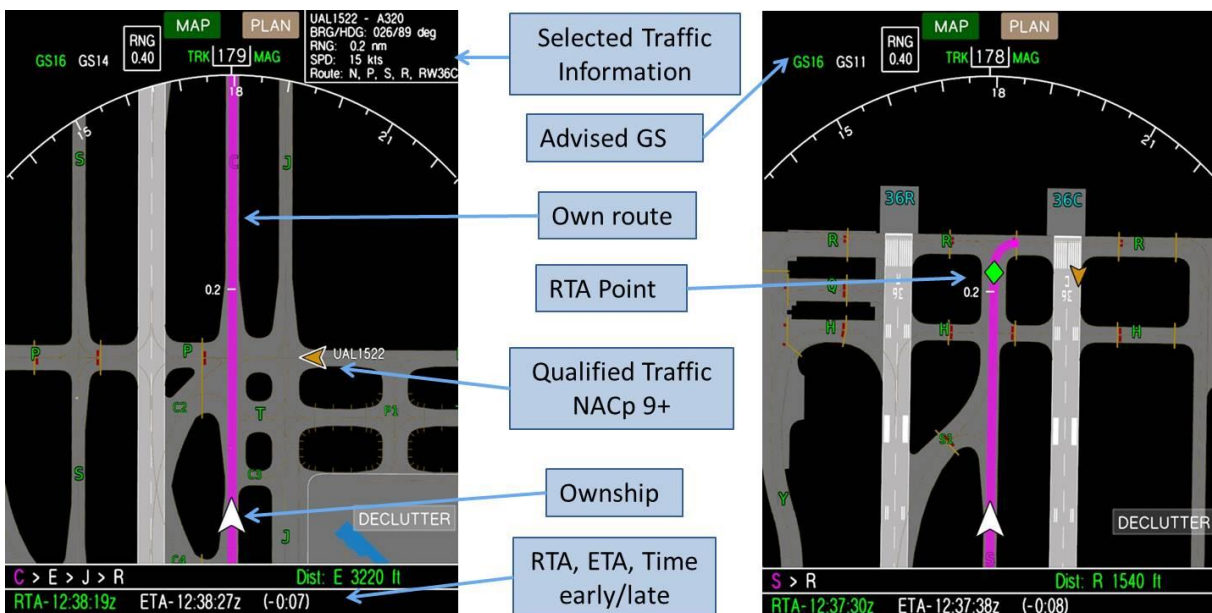 MAP
PLAN
UAL1522 - A320
BRG/HDG: 026/89 deg
RNG: 0.2 nm
SPD: 15 kts
Route: N, P, S, R, RW36C
GS16 GS14
RNG
0.40
TRK 179 MAG
18
15
21
S
C
J
0.2
P
P
UAL1522
C2
T
P1
S
C3
J
C4
DECLUTTER
C > E > J > R
Dist: E 3220 ft
RTA-12:38:19z ETA-12:38:27z (-0:07)
Selected Traffic
Information
Advised GS
Own route
RTA Point
Qualified Traffic
NACp 9+
Ownship
RTA, ETA, Time
early/late
MAP
PLAN
GS16 GS11
RNG
0.40
TRK 178 MAG
18
15
21
36R
36C
R
R
R
R
Q
0.2
H
H
H
S1
Y
S
DECLUTTER
S > R
Dist: R 1540 ft
RTA-12:37:30z ETA-12:37:38z (-0:08)